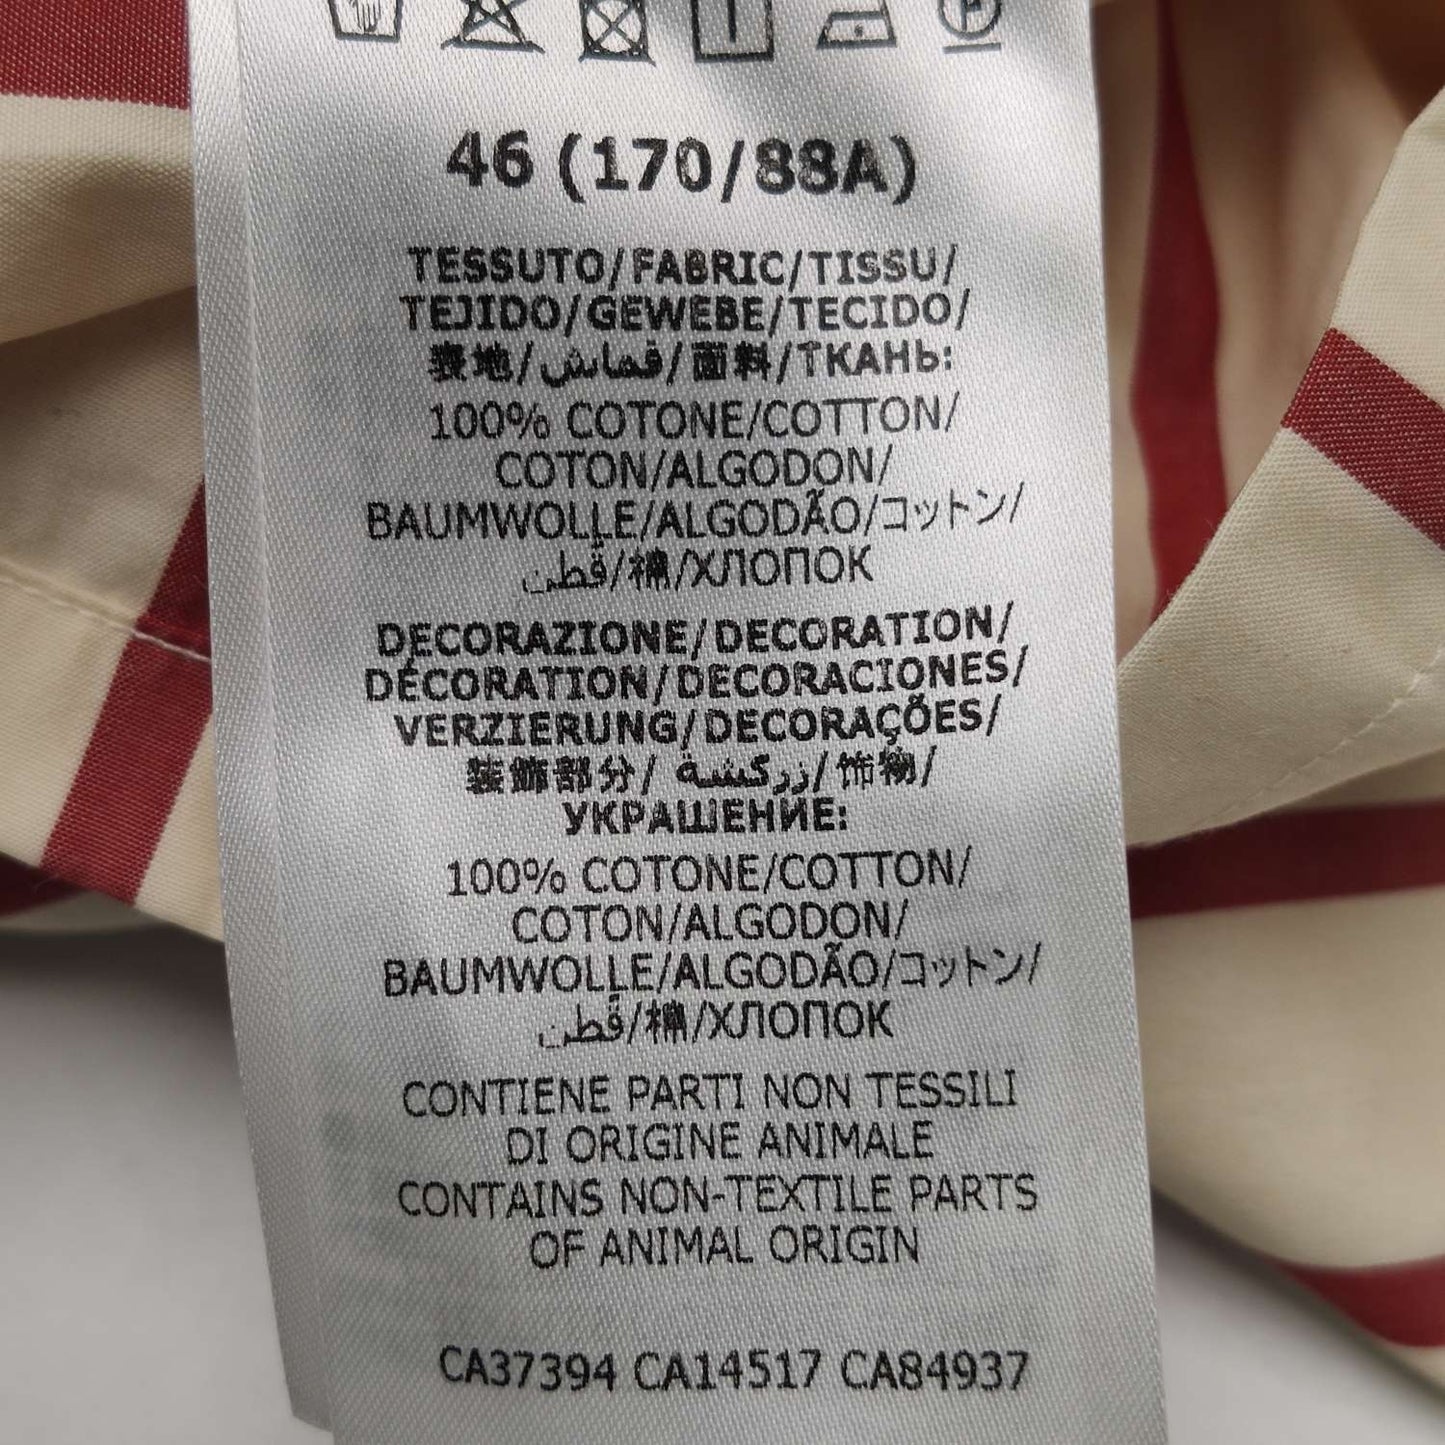 46 (170/88A)
TESSUTO/FABRIC/TISSU/
TEJIDO/GEWEBE/TECIDO/
表地/قماش/面料/ТКАНЬ:
100% COTONE/COTTON/
COTON/ALGODON/
BAUMWOLLE/ALGODÃO/コットン/
قطن/棉/ХЛОПОК
DECORAZIONE/DECORATION/
DÉCORATION/DECORACIONES/
VERZIERUNG/DECORAÇÕES/
装飾部分/ زركشة/饰物/
УКРАШЕНИЕ:
100% COTONE/COTTON/
COTON/ALGODON/
BAUMWOLLE/ALGODÃO/コットン/
قطن/棉/ХЛОПОК
CONTIENE PARTI NON TESSILI
DI ORIGINE ANIMALE
CONTAINS NON-TEXTILE PARTS
OF ANIMAL ORIGIN
CA37394 CA14517 CA84937